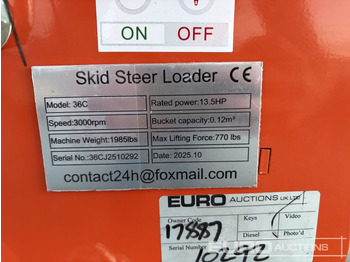 ON OFF
Skid Steer Loader CE
Model: 36C Rated power:13.5HP
Speed:3000rpm Bucket capacity:0.12m³
Machine Weight:1985lbs Max Lifting Force:770 lbs
Serial No.:36CJ2510292 Date: 2025.10
contact24h@foxmail.com
EURO AUCTIONS UK LTD
Owner Code Keys Video
17887 Diesel Photo'd
Serial Number
10292